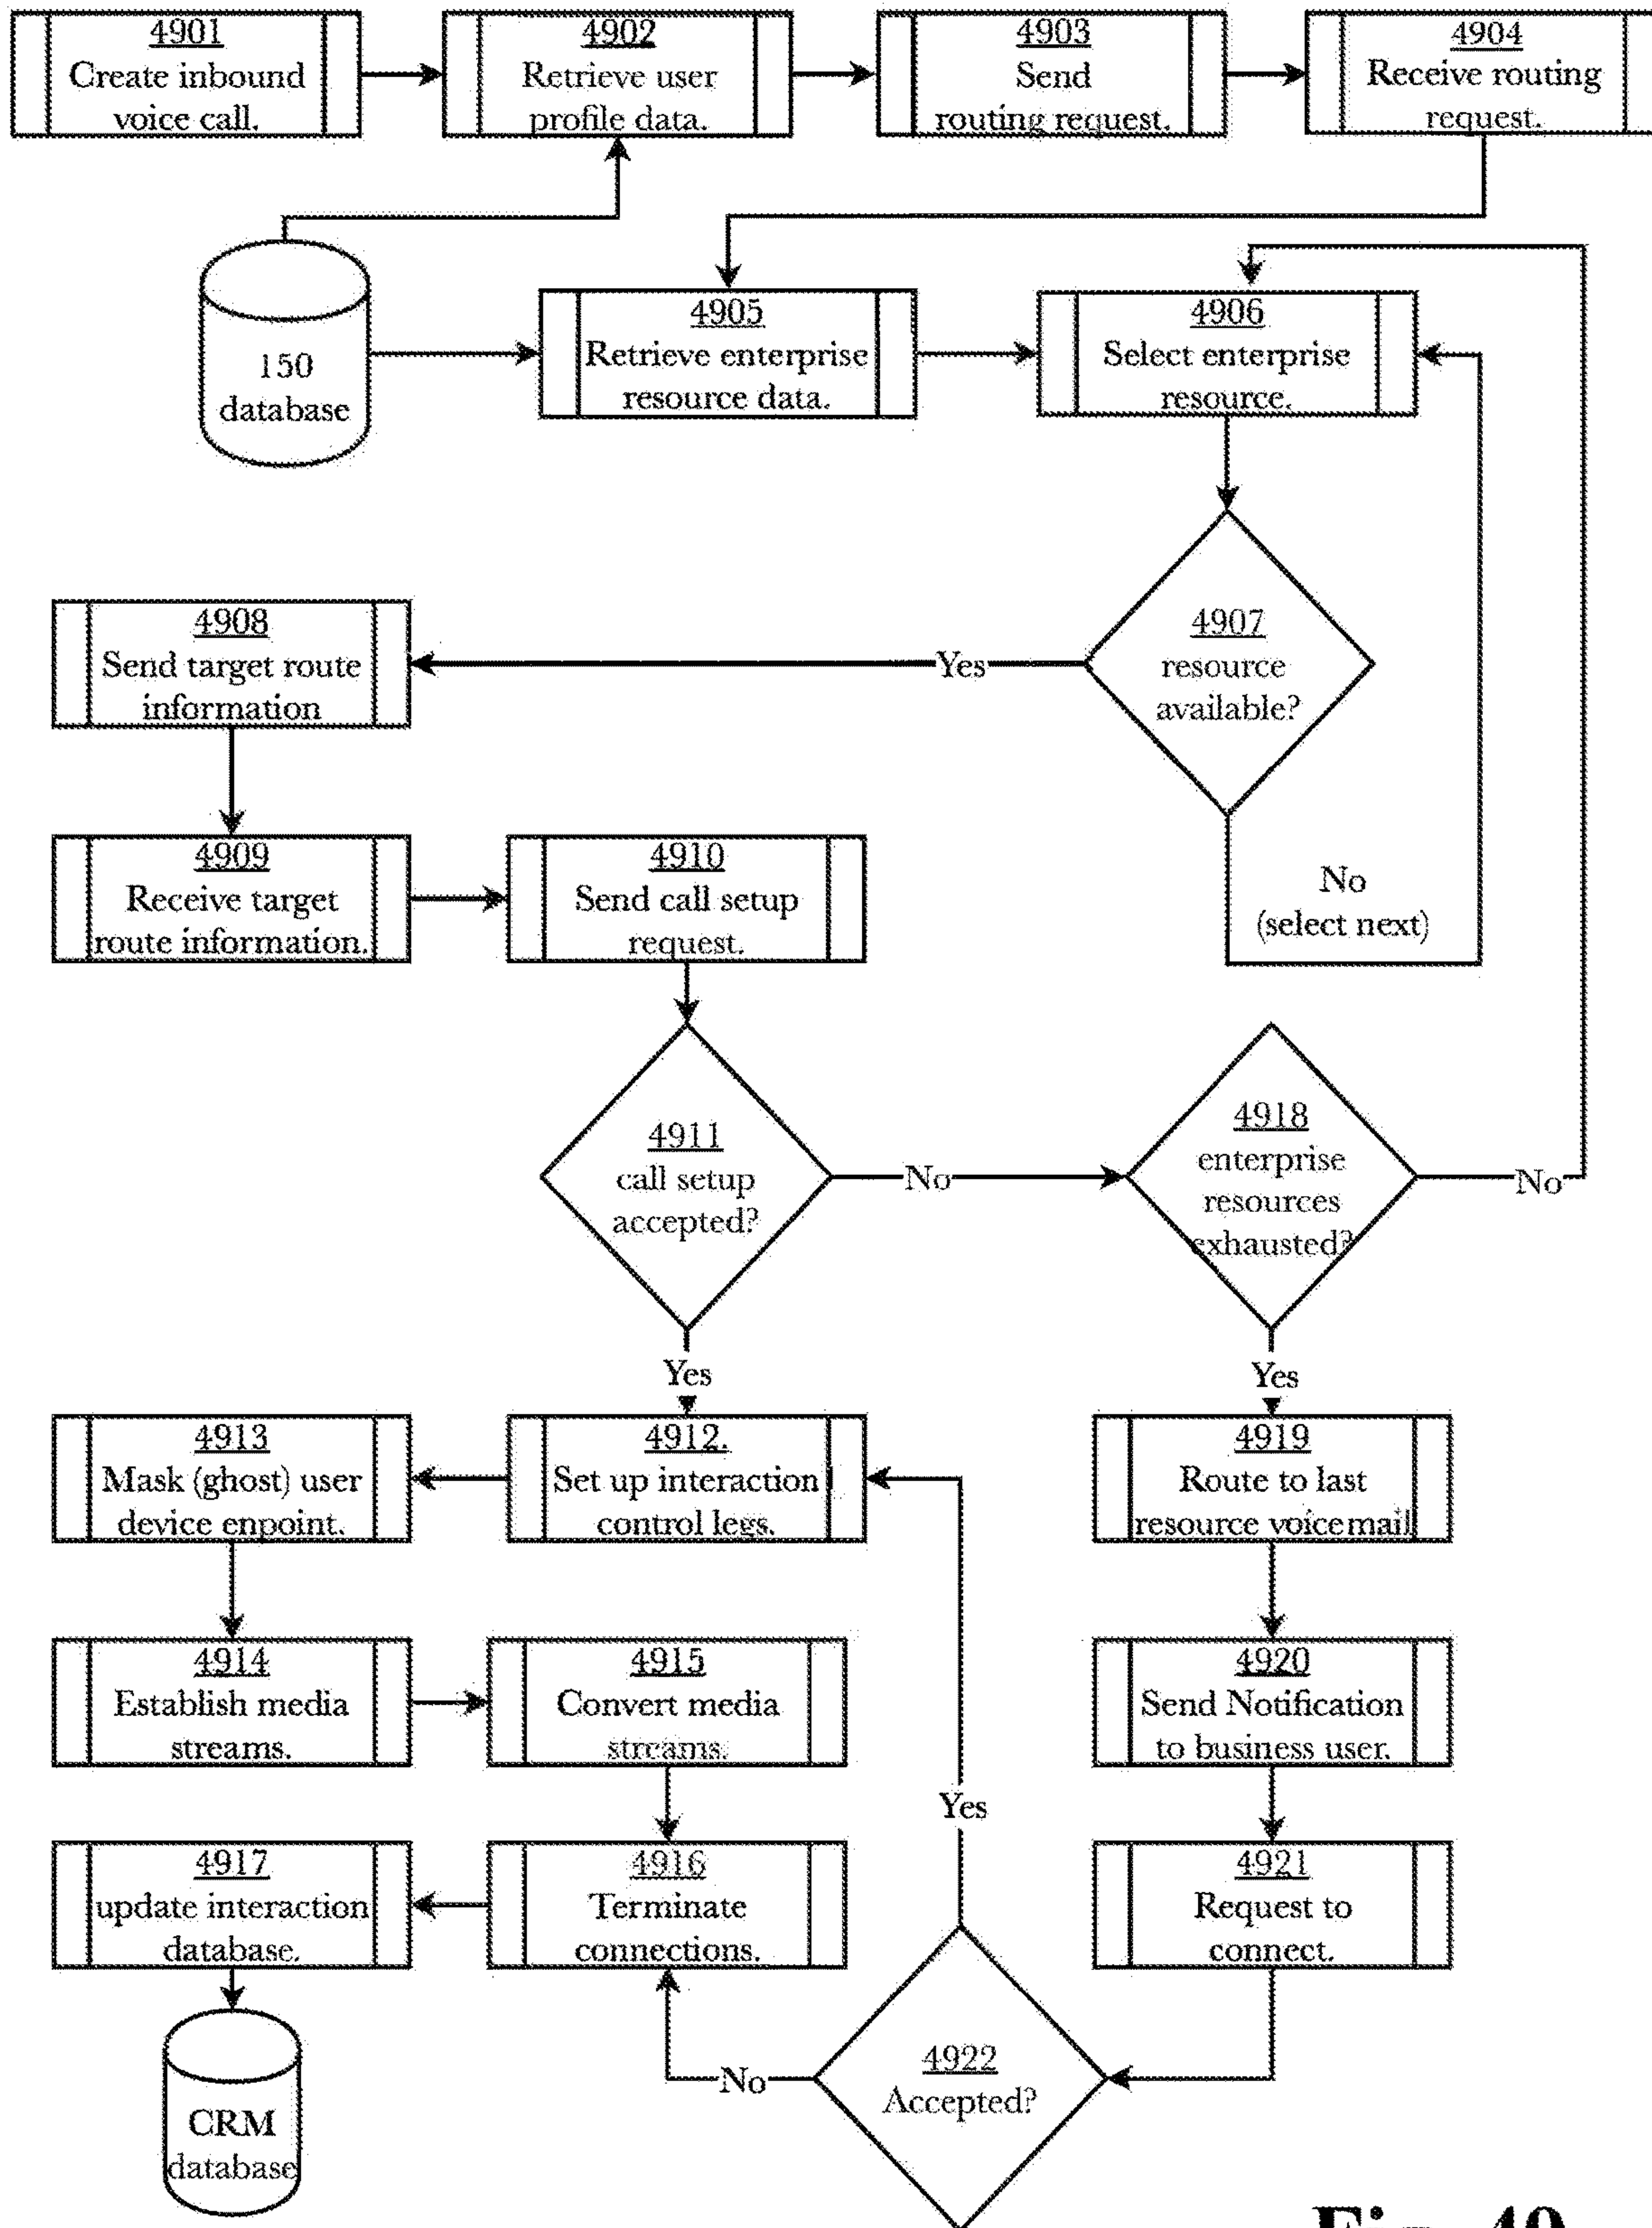 4901
Create inbound
voice call.
4902
Retrieve user
profile data.
4903
Send
routing request.
4904
Receive routing
request.
150
database
4905
Retrieve enterprise
resource data.
4906
Select enterprise
resource.
4907
resource
available?
Yes
4908
Send target route
information
No
(select next)
4909
Receive target
route information.
4910
Send call setup
request.
4911
call setup
accepted?
No
4918
enterprise
resources
exhausted?
No
Yes
Yes
4913
Mask (ghost) user
device enpoint.
4912.
Set up interaction
control legs.
4919
Route to last
resource voicemail
4914
Establish media
streams.
4915
Convert media
streams.
4920
Send Notification
to business user.
Yes
4917
update interaction
database.
4916
Terminate
connections.
4921
Request to
connect.
No
4922
Accepted?
CRM
database
Fig. 49